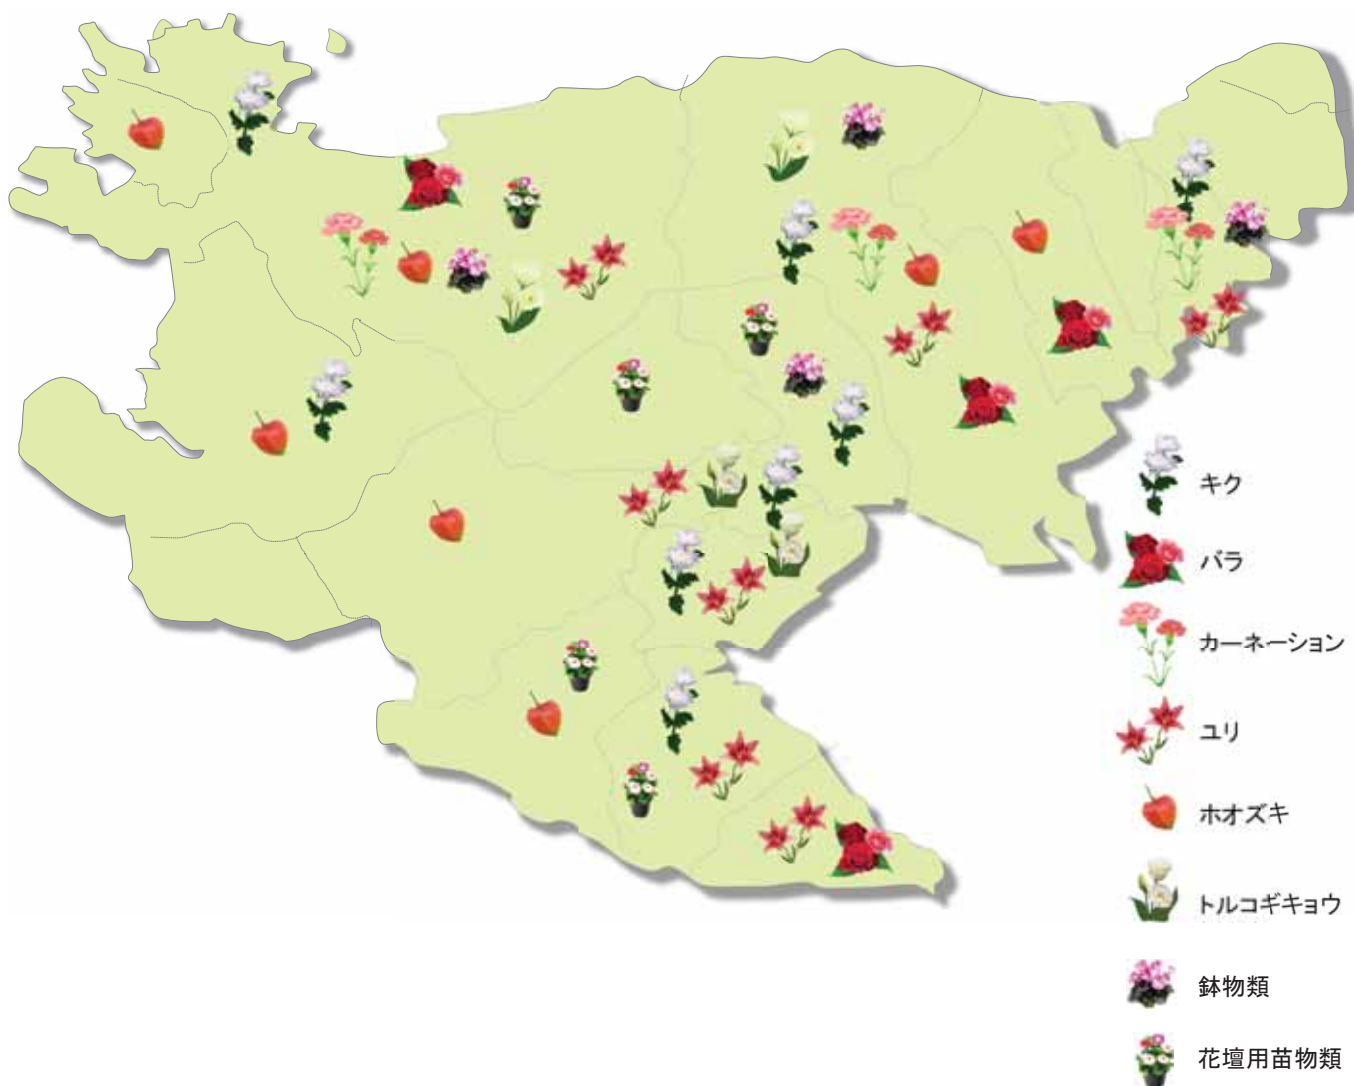 キク
バラ
カーネーション
ユリ
ホオズキ
トルコギキョウ
鉢物類
花壇用苗物類